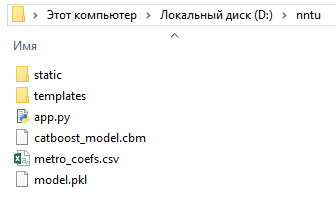 Этот компьютер > Локальный диск (D:) > nntu
Имя
static
templates
app.py
catboost_model.cbm
metro_coefs.csv
model.pkl